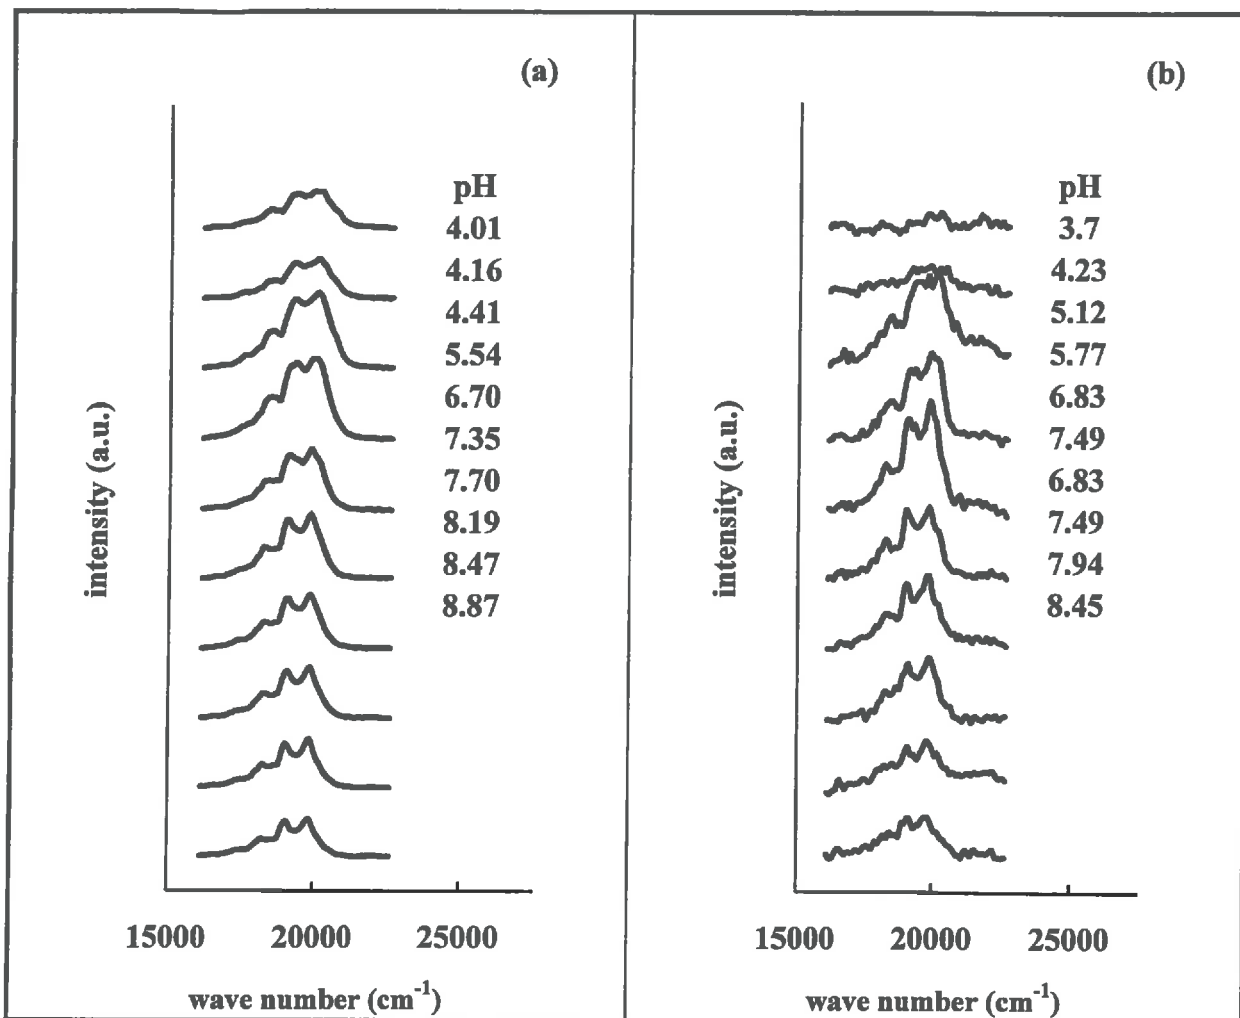 (a)
pH
4.01
4.16
4.41
5.54
6.70
7.35
7.70
8.19
8.47
8.87
intensity (a.u.)
15000 20000 25000
wave number (cm⁻¹)
(b)
pH
3.7
4.23
5.12
5.77
6.83
7.49
6.83
7.49
7.94
8.45
intensity (a.u.)
15000 20000 25000
wave number (cm⁻¹)